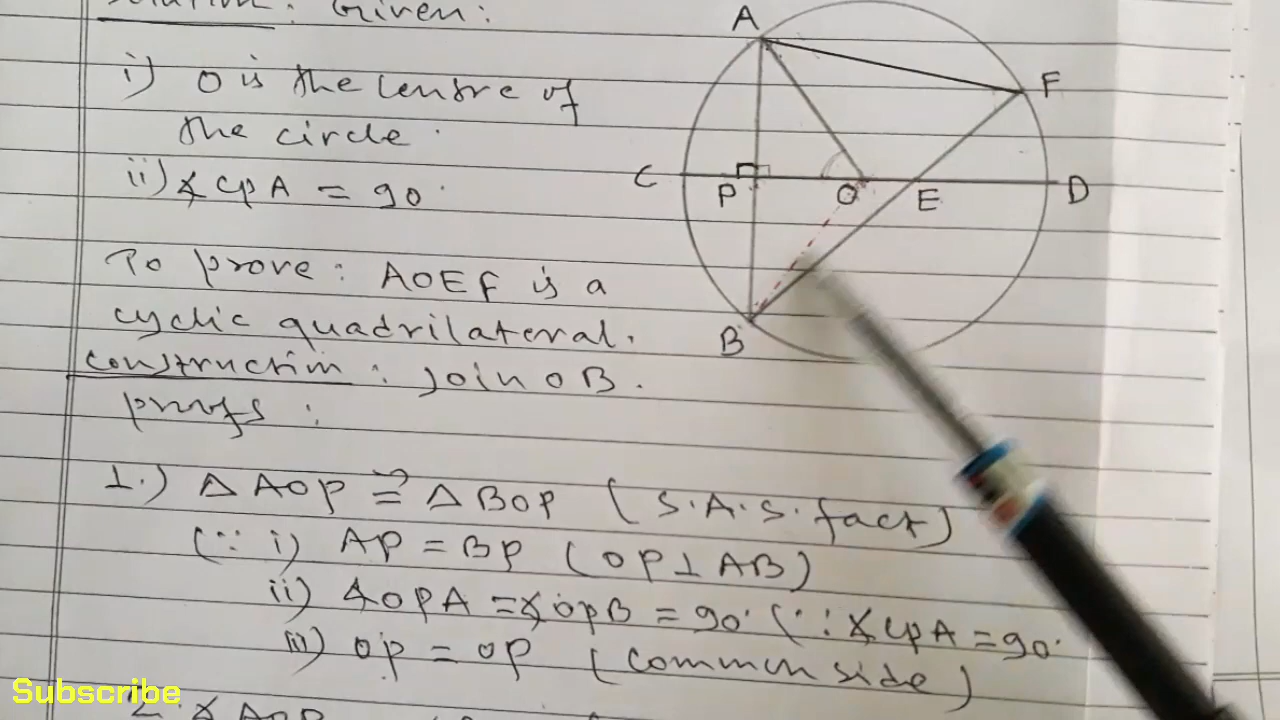 Solution: Given:
i) O is the centre of
the circle.
ii) ∡CPA = 90°
To prove: AOEF is a
cyclic quadrilateral.
Construction: Join OB.
Proofs:
1.) △AOP ≅ △BOP (S.A.S. fact)
(∵ i) AP = BP (OP⊥AB)
ii) ∡OPA = ∡OPB = 90° (∵ ∡CPA = 90°
iii) OP = OP (common side)
2. ∡AOP
A
F
C
P
O
E
D
B
Subscribe